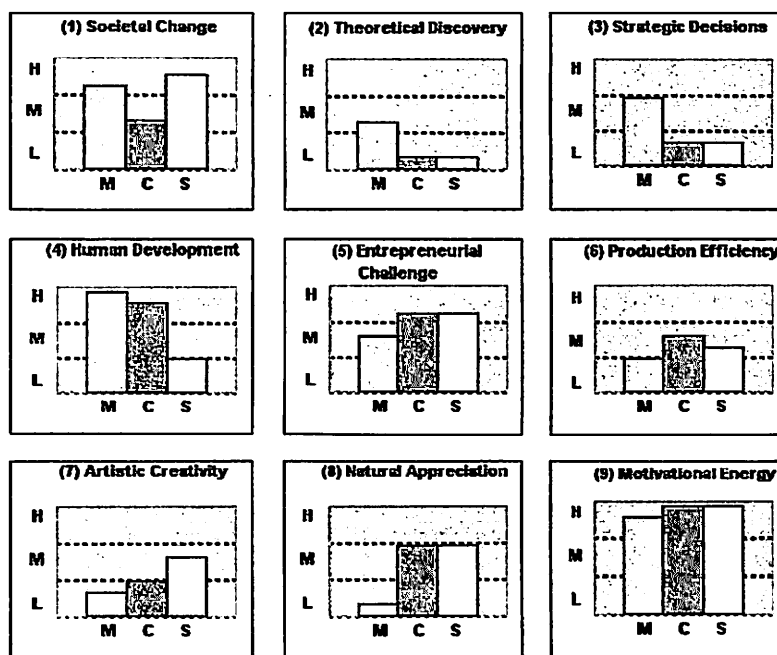 (1) Societal Change
H
M
L
M C S
(2) Theoretical Discovery
H
M
L
M C S
(3) Strategic Decisions
H
M
L
M C S
(4) Human Development
H
M
L
M C S
(5) Entrepreneurial
Challenge
H
M
L
M C S
(6) Production Efficiency
H
M
L
M C S
(7) Artistic Creativity
H
M
L
M C S
(8) Natural Appreciation
H
M
L
M C S
(9) Motivational Energy
H
M
L
M C S